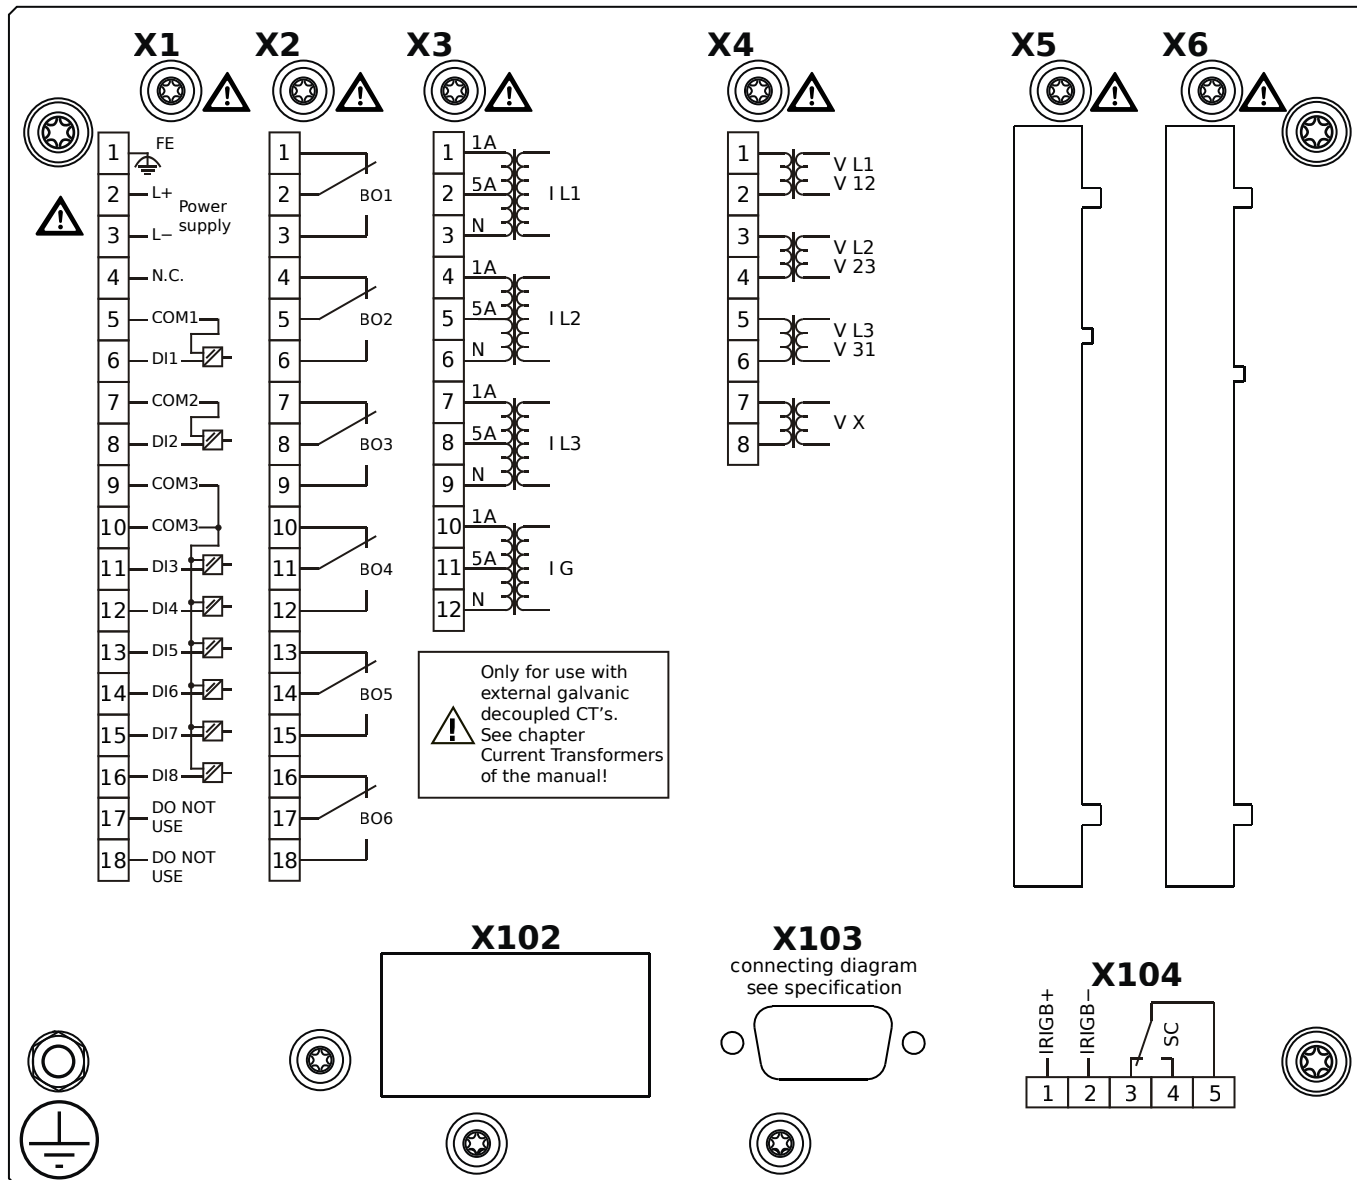 X1
X2
X3
X4
X5
X6
1 FE
2 L+
Power
supply
3 L−
4 N.C.
5 COM1
6 DI1
7 COM2
8 DI2
9 COM3
10 COM3
11 DI3
12 DI4
13 DI5
14 DI6
15 DI7
16 DI8
17 DO NOT
USE
18 DO NOT
USE
1
2 BO1
3
4
5 BO2
6
7
8 BO3
9
10
11 BO4
12
13
14 BO5
15
16
17 BO6
18
1 1A
2 5A I L1
3 N
4 1A
5 5A I L2
6 N
7 1A
8 5A I L3
9 N
10 1A
11 5A I G
12 N
!
Only for use with
external galvanic
decoupled CT's.
See chapter
Current Transformers
of the manual!
1 V L1
2 V 12
3 V L2
4 V 23
5 V L3
6 V 31
7 V X
8
X102
X103
connecting diagram
see specification
X104
IRIGB+
IRIGB−
SC
1 2 3 4 5